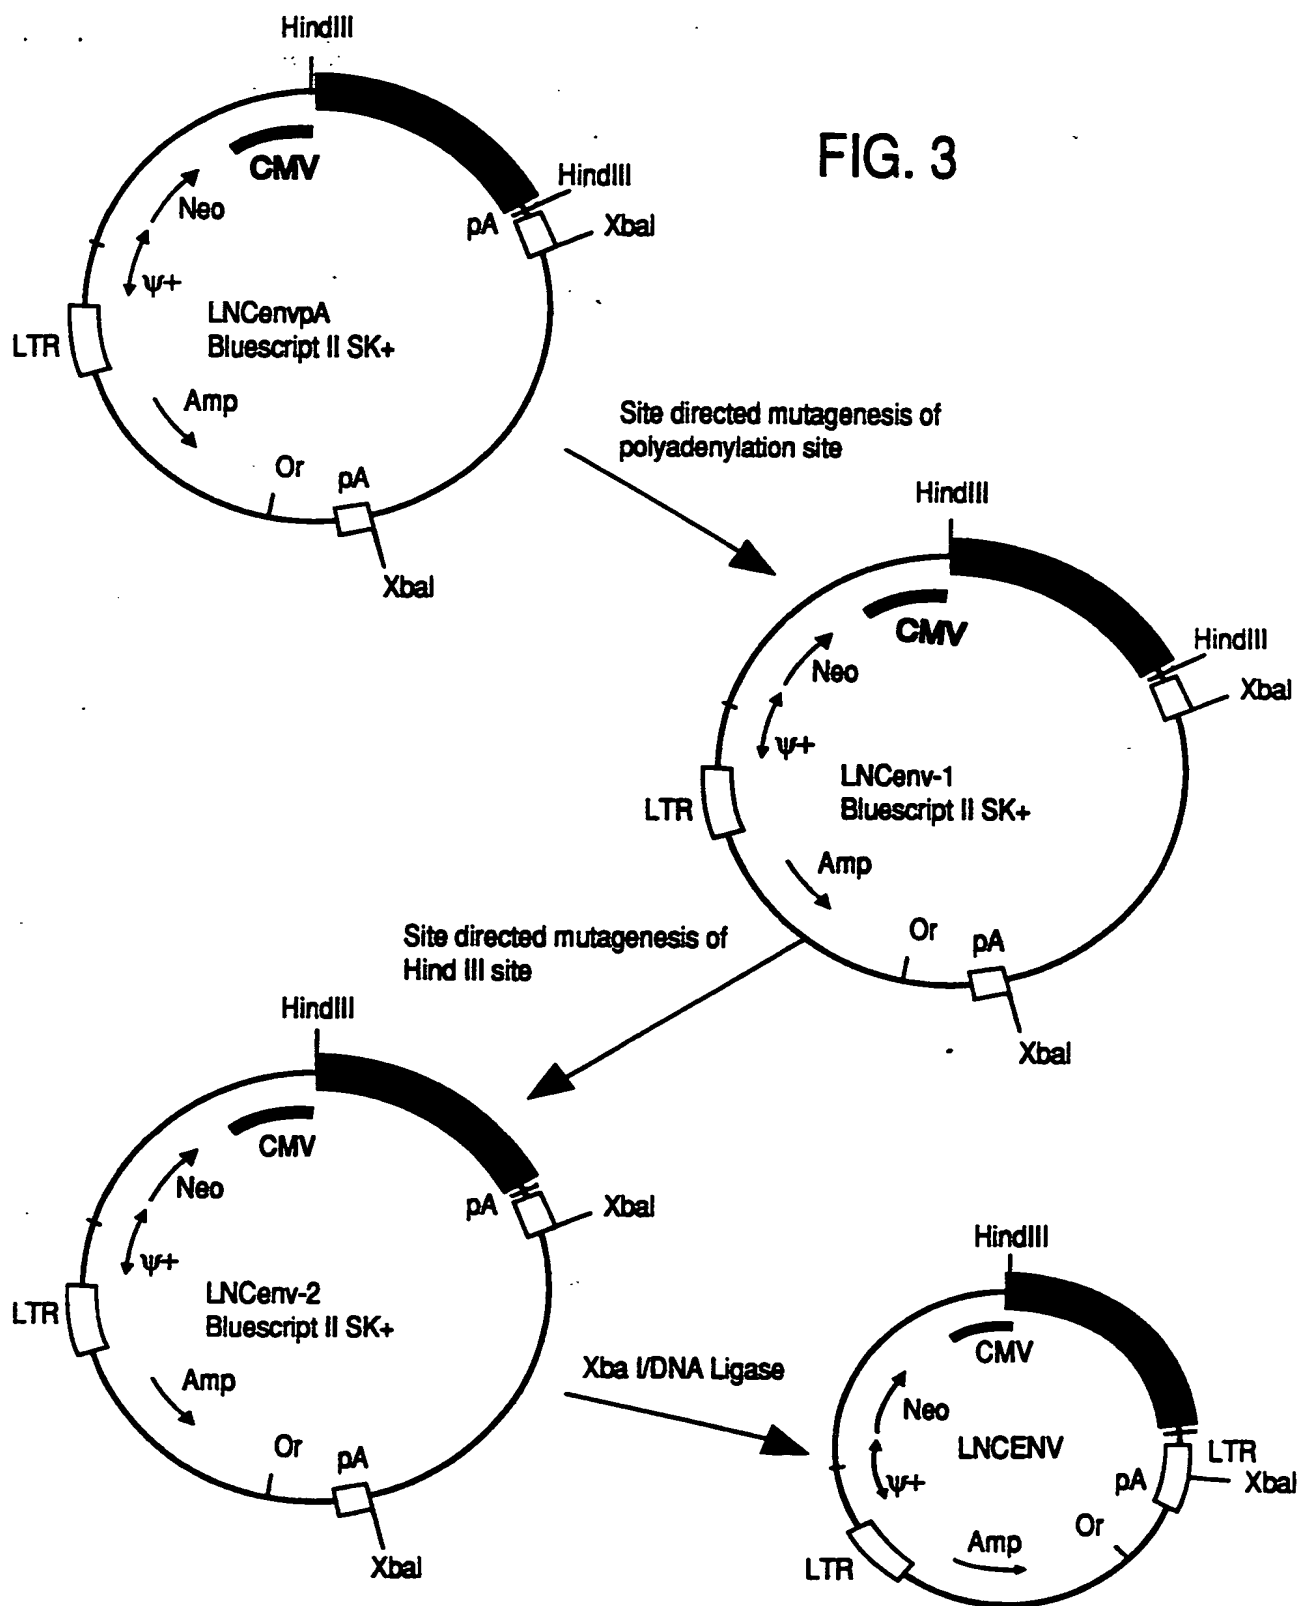 HindIII
FIG. 3
CMV
HindIII
XbaI
pA
Neo
ψ+
LTR
LNCenvpA
Bluescript II SK+
Amp
Or
pA
XbaI
Site directed mutagenesis of
polyadenylation site
HindIII
CMV
HindIII
XbaI
Neo
ψ+
LTR
LNCenv-1
Bluescript II SK+
Amp
Or
pA
XbaI
Site directed mutagenesis of
Hind III site
HindIII
CMV
XbaI
pA
Neo
ψ+
LTR
LNCenv-2
Bluescript II SK+
Amp
Or
pA
XbaI
Xba I/DNA Ligase
HindIII
CMV
Neo
LNCENV
ψ+
LTR
pA
XbaI
Or
Amp
LTR